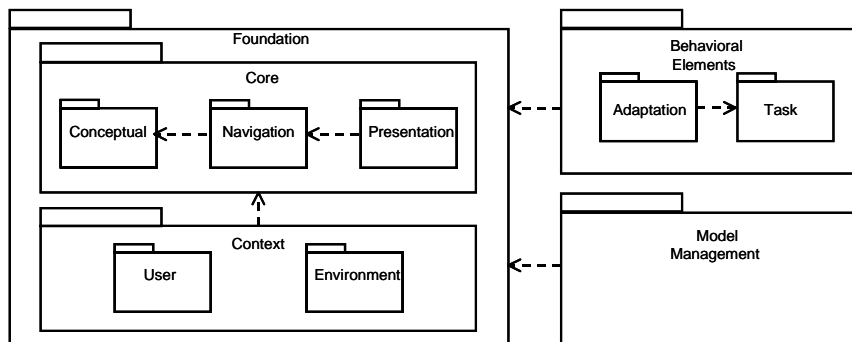 Foundation
Core
Conceptual
Navigation
Presentation
Context
User
Environment
Behavioral
Elements
Adaptation
Task
Model
Management